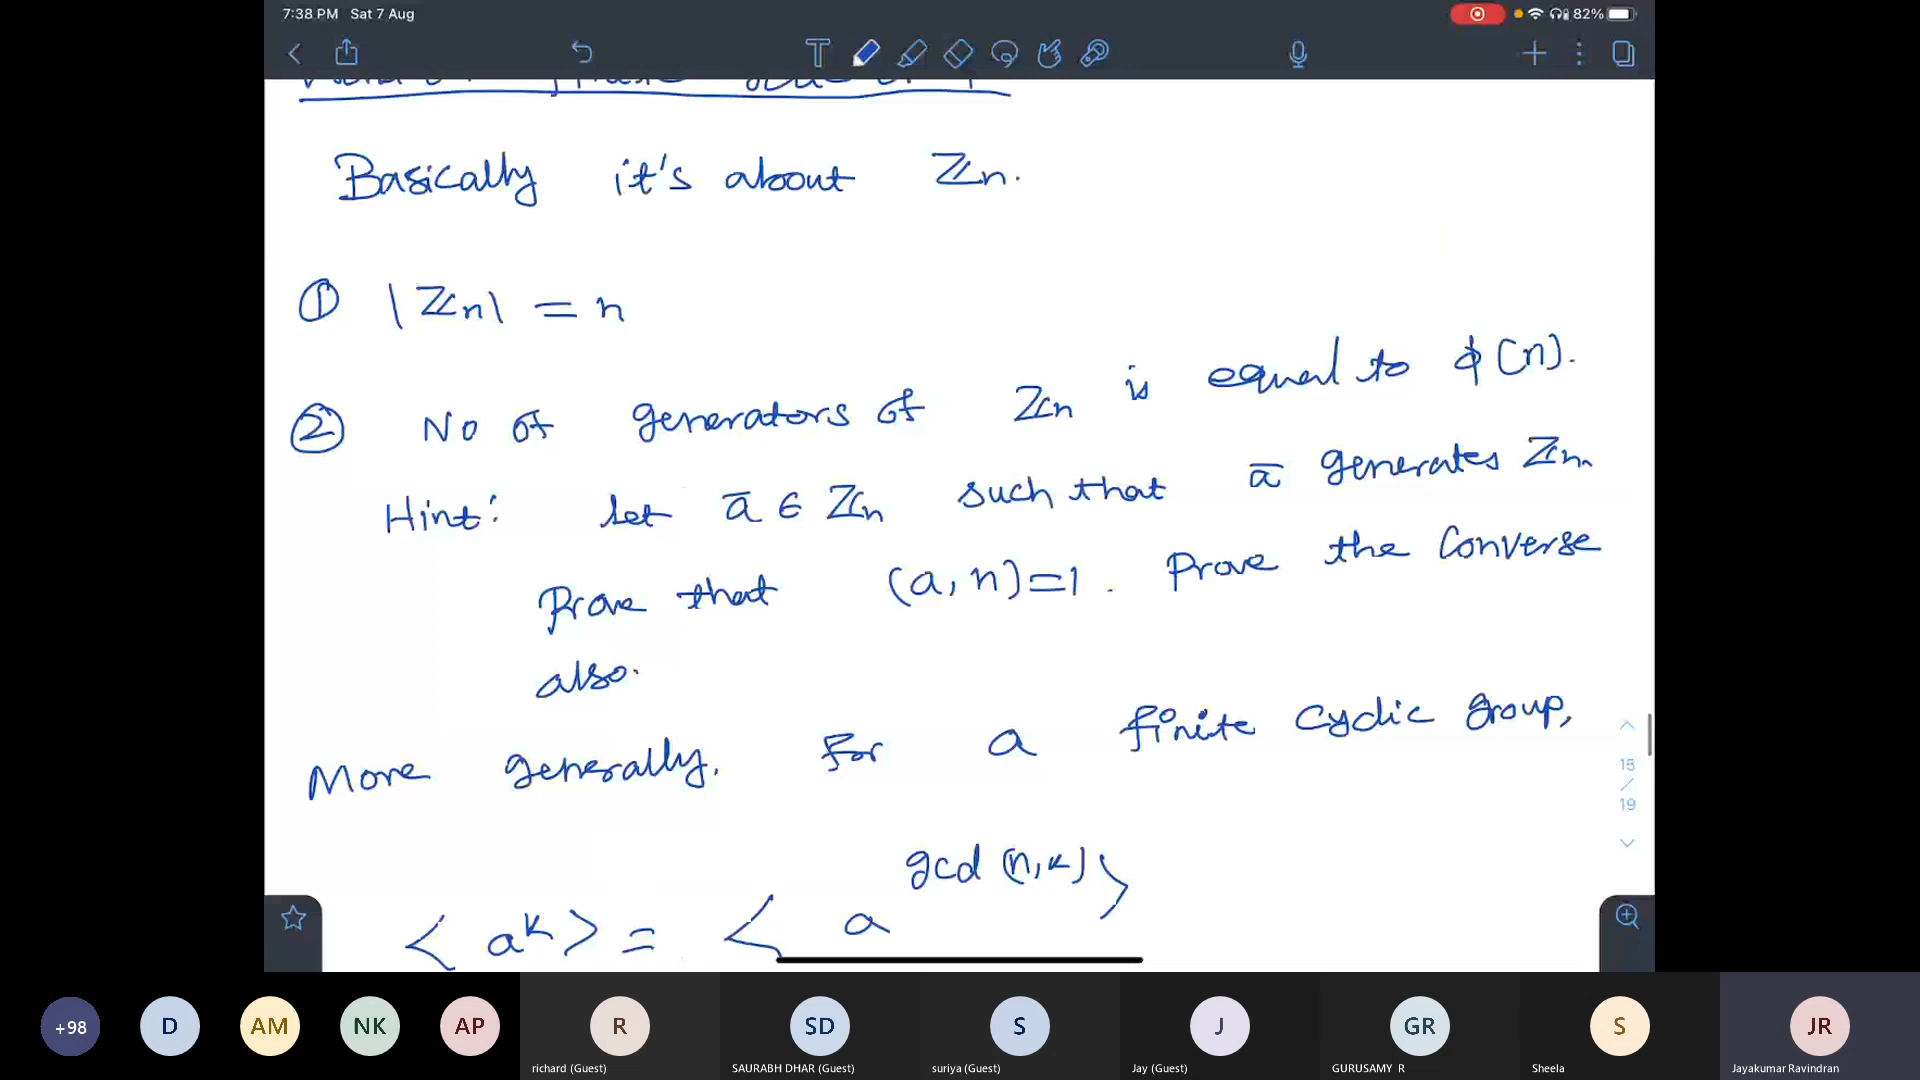 7:38 PM Sat 7 Aug
82%
Basically it's about ℤn.
① |ℤn| = n
② No of generators of ℤn is equal to ϕ(n).
Hint: Let ā ∈ ℤn such that ā generates ℤn
Prove that (a, n)=1. Prove the Converse
also.
More generally, For a finite cyclic group,
<a^k> = <a^gcd(n,k)>
15
/
19
+98
D
AM
NK
AP
R
SD
S
J
GR
S
JR
richard (Guest)
SAURABH DHAR (Guest)
suriya (Guest)
Jay (Guest)
GURUSAMY R
Sheela
Jayakumar Ravindran